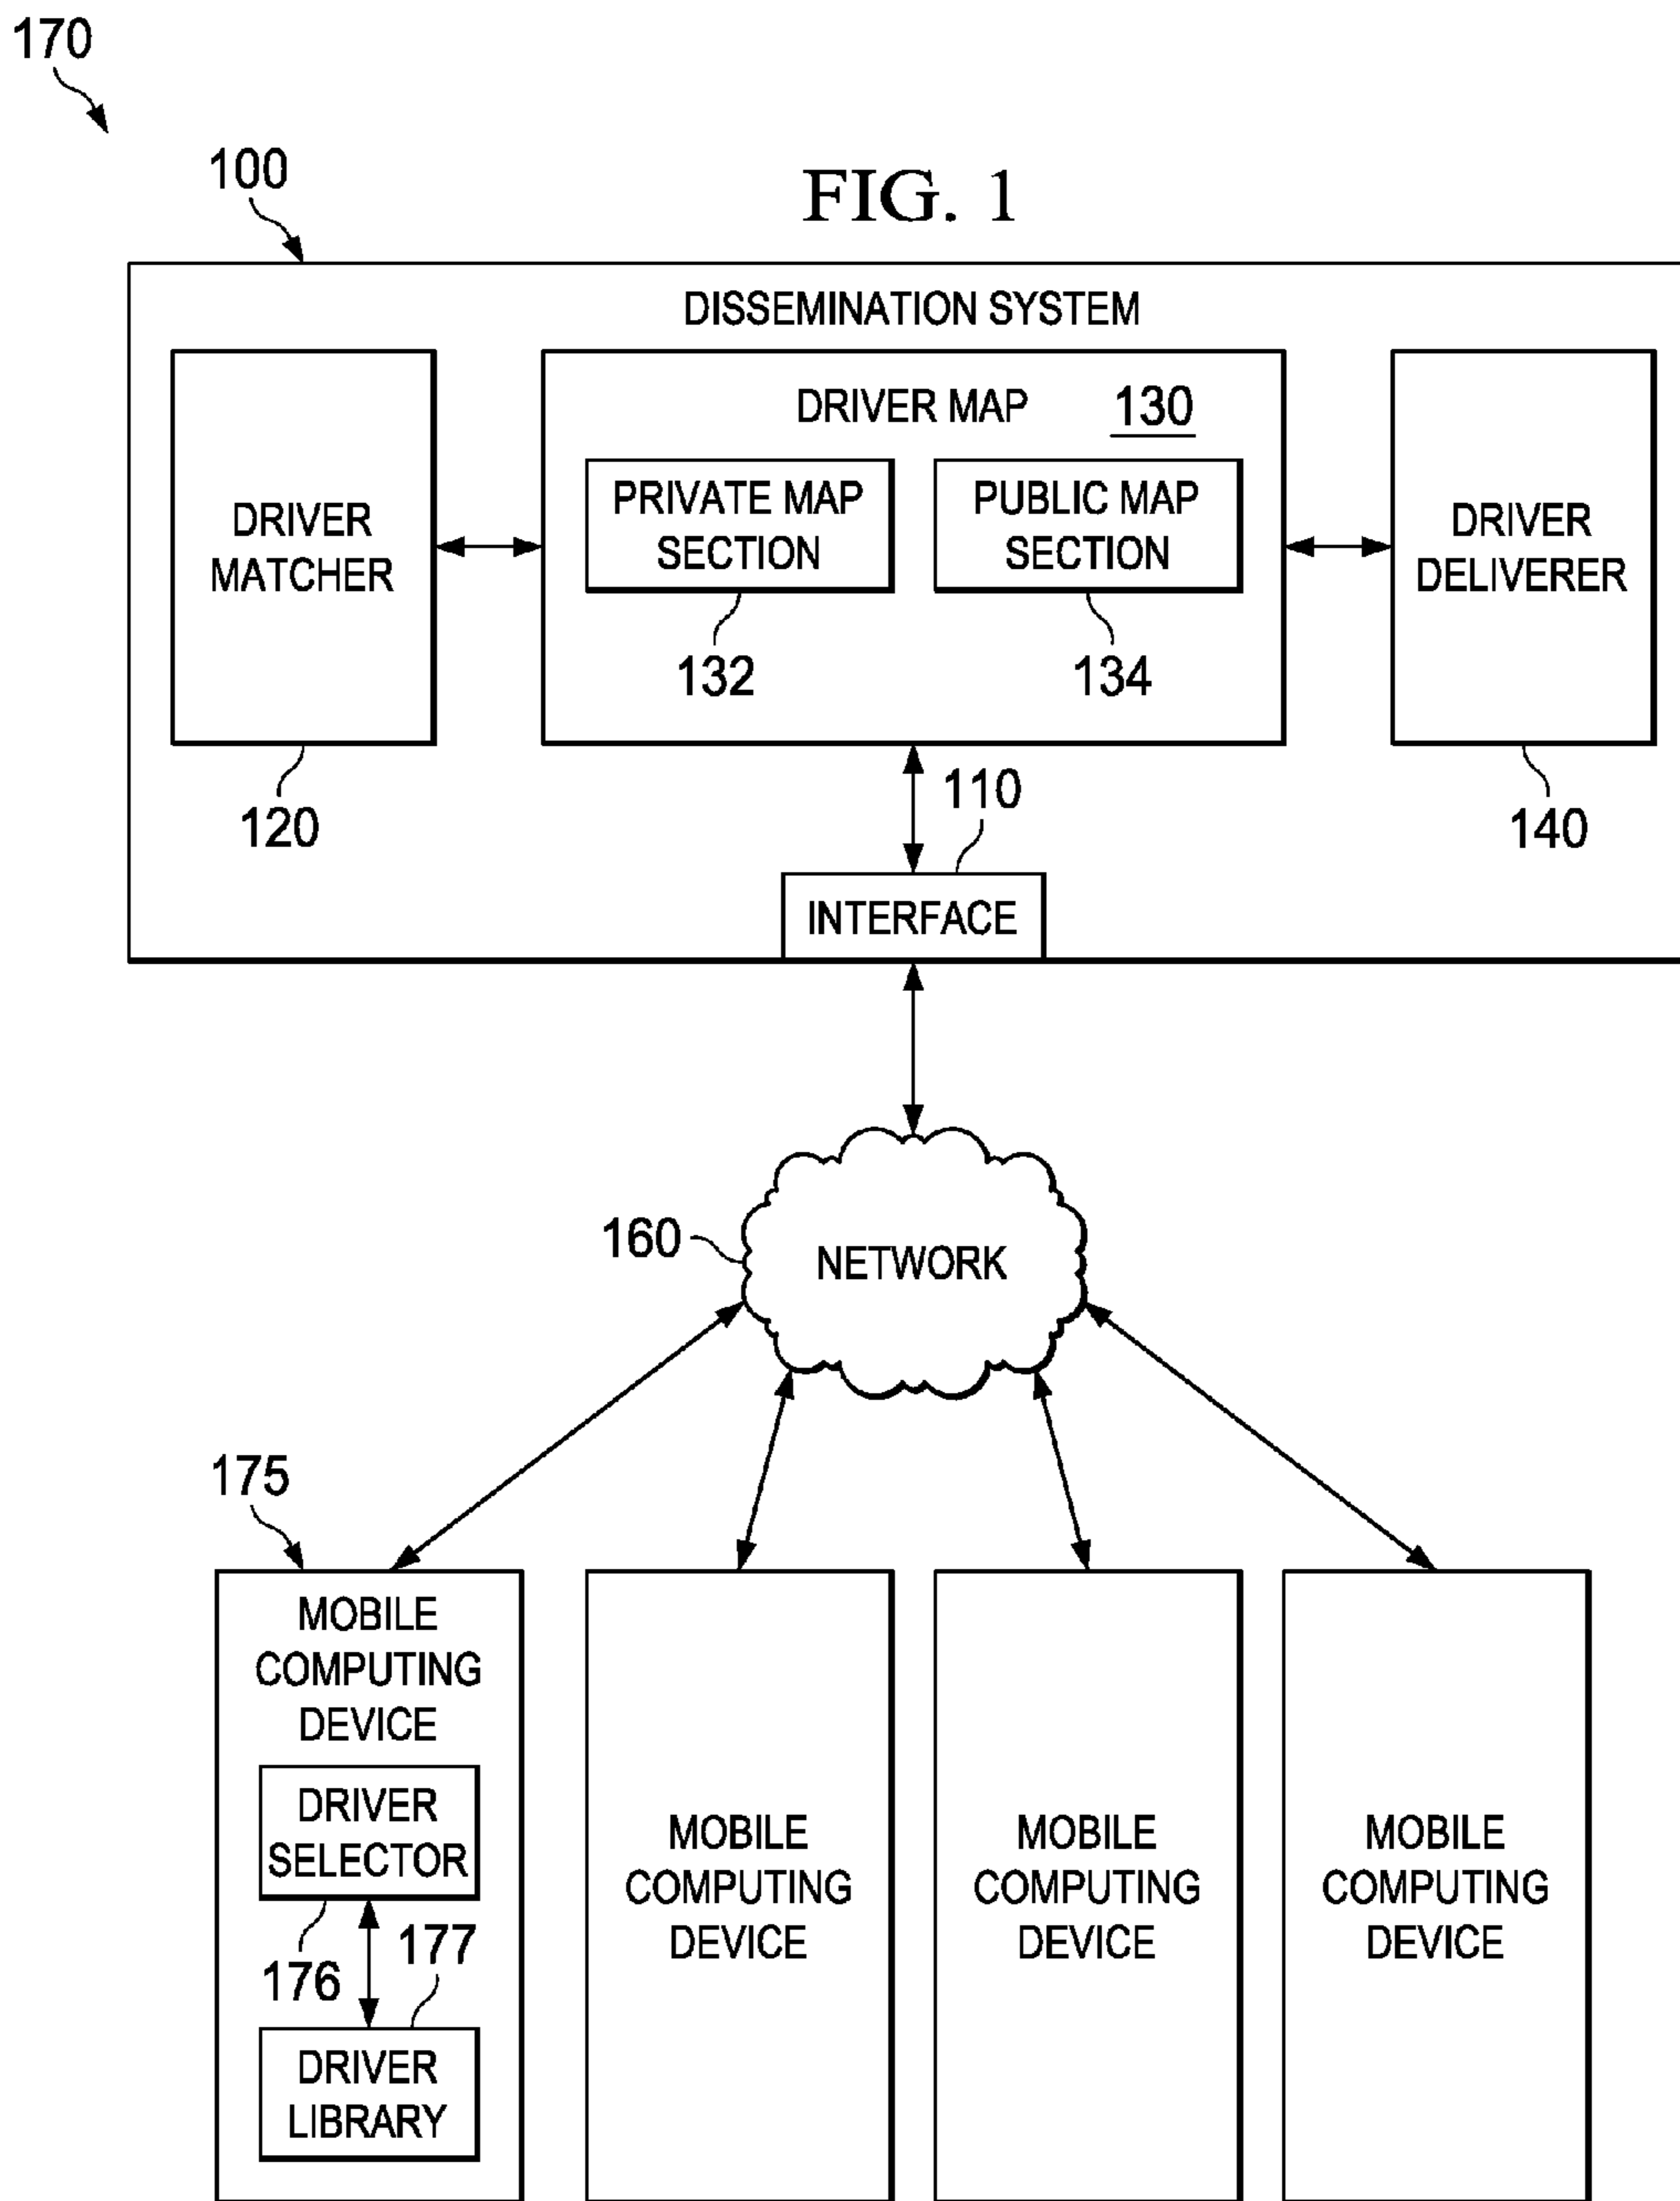 170
100
FIG. 1
DISSEMINATION SYSTEM
DRIVER
MATCHER
120
DRIVER MAP 130
PRIVATE MAP
SECTION
132
PUBLIC MAP
SECTION
134
DRIVER
DELIVERER
140
110
INTERFACE
160
NETWORK
175
MOBILE
COMPUTING
DEVICE
DRIVER
SELECTOR
176
177
DRIVER
LIBRARY
MOBILE
COMPUTING
DEVICE
MOBILE
COMPUTING
DEVICE
MOBILE
COMPUTING
DEVICE